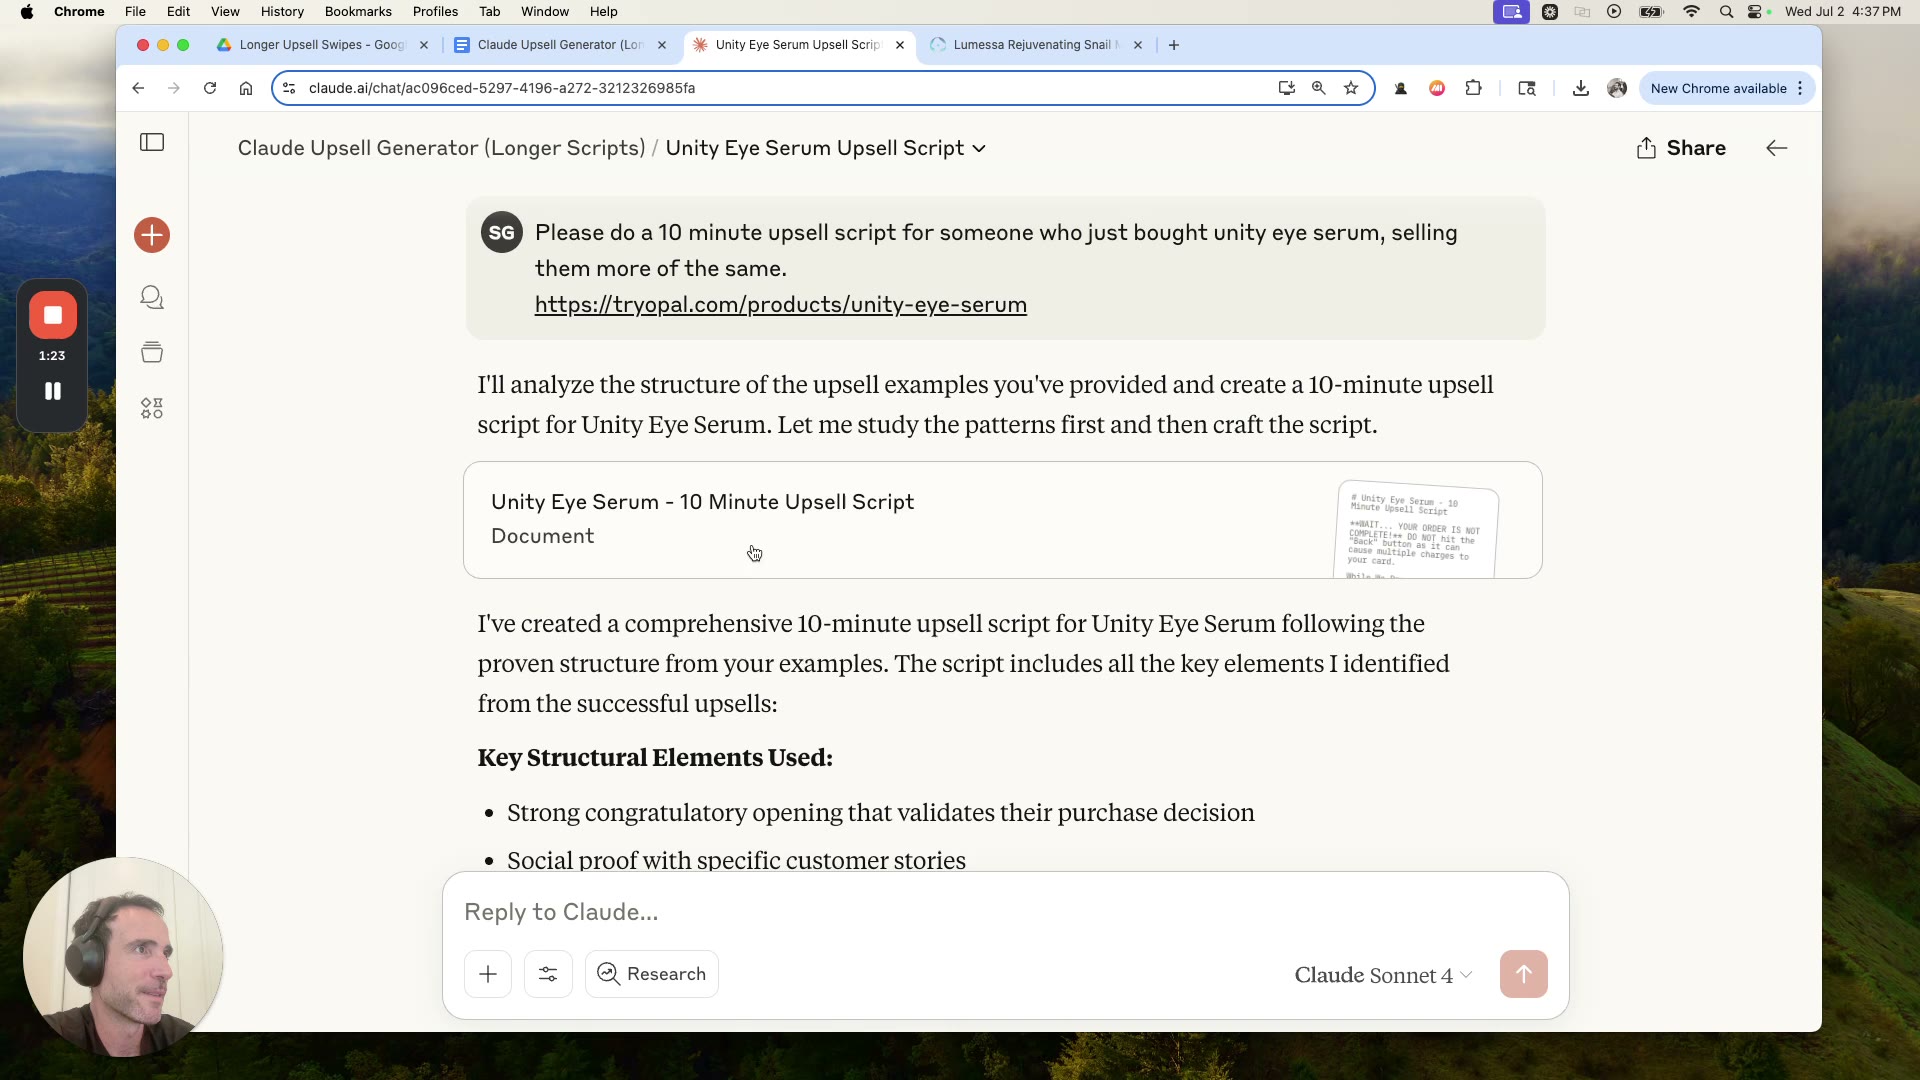 Chrome File Edit View History Bookmarks Profiles Tab Window Help
Wed Jul 2 4:37 PM
Longer Upsell Swipes - Goog
Claude Upsell Generator (Lon
Unity Eye Serum Upsell Scrip
Lumessa Rejuvenating Snail
claude.ai/chat/ac096ced-5297-4196-a272-3212326985fa
New Chrome available
Claude Upsell Generator (Longer Scripts) / Unity Eye Serum Upsell Script
Share
SG
Please do a 10 minute upsell script for someone who just bought unity eye serum, selling
them more of the same.
https://tryopal.com/products/unity-eye-serum
1:23
I'll analyze the structure of the upsell examples you've provided and create a 10-minute upsell
script for Unity Eye Serum. Let me study the patterns first and then craft the script.
Unity Eye Serum - 10 Minute Upsell Script
Document
# Unity Eye Serum - 10
Minute Upsell Script
**WAIT... YOUR ORDER IS NOT
COMPLETE!** DO NOT hit the
"Back" button as it can
cause multiple charges to
your card.
While We
I've created a comprehensive 10-minute upsell script for Unity Eye Serum following the
proven structure from your examples. The script includes all the key elements I identified
from the successful upsells:
Key Structural Elements Used:
• Strong congratulatory opening that validates their purchase decision
• Social proof with specific customer stories
Reply to Claude...
Research
Claude Sonnet 4